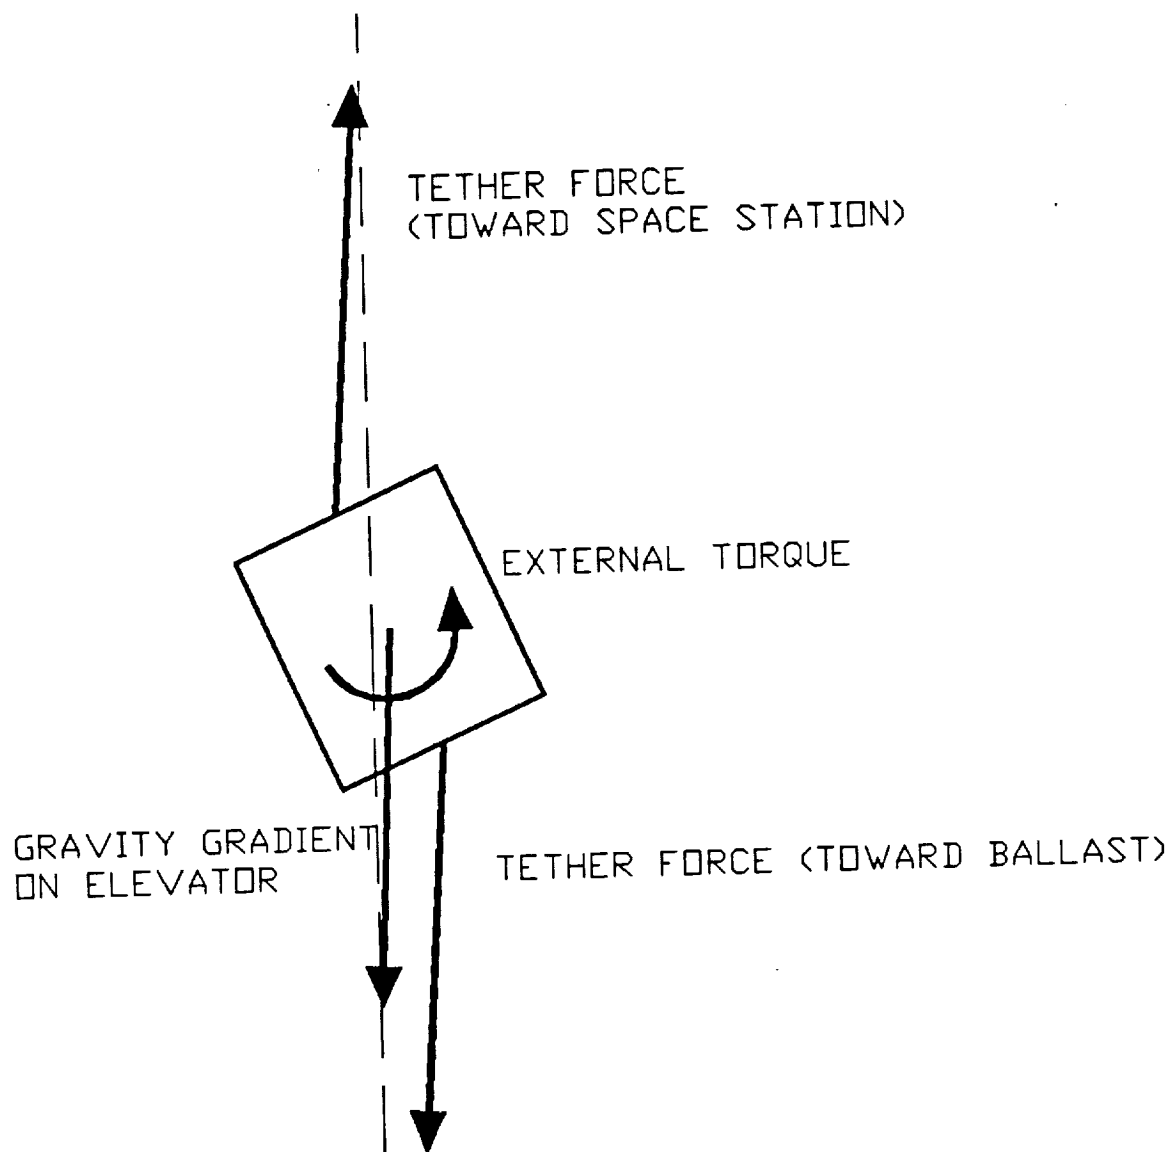 TETHER FORCE
(TOWARD SPACE STATION)
EXTERNAL TORQUE
GRAVITY GRADIENT
ON ELEVATOR
TETHER FORCE (TOWARD BALLAST)